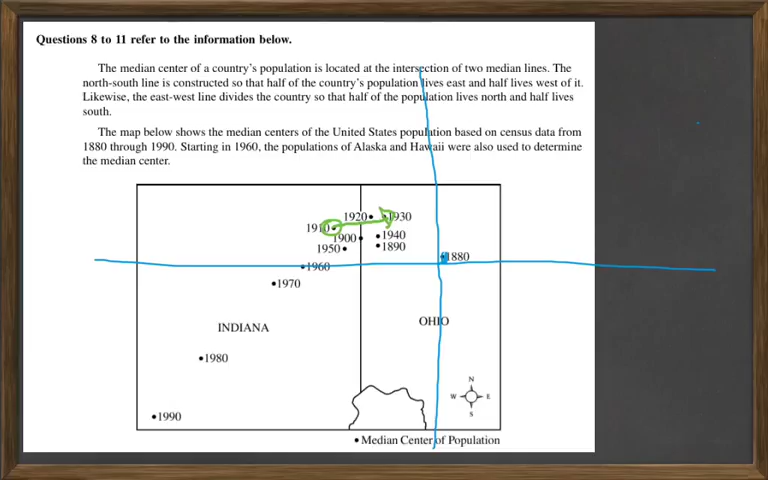 Questions 8 to 11 refer to the information below.
The median center of a country's population is located at the intersection of two median lines. The
north-south line is constructed so that half of the country's population lives east and half lives west of it.
Likewise, the east-west line divides the country so that half of the population lives north and half lives
south.
The map below shows the median centers of the United States population based on census data from
1880 through 1990. Starting in 1960, the populations of Alaska and Hawaii were also used to determine
the median center.
1920 1930
1910
1900 1940
1950 1890
1880
1960
1970
INDIANA OHIO
1980
N
W E
S
1990
• Median Center of Population